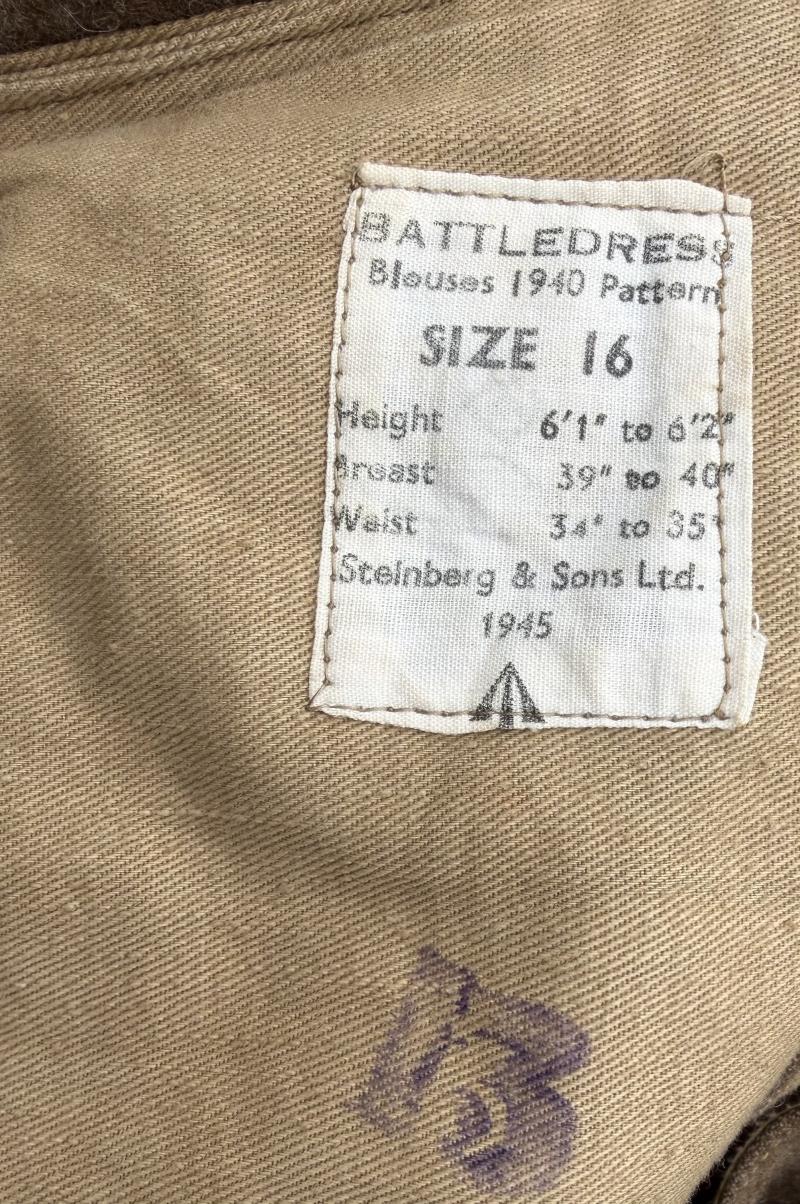 BATTLEDRESS
Blouses 1940 Pattern
SIZE 16
Height 6'1" to 6'2"
Breast 39" to 40"
Waist 34" to 35"
Steinberg & Sons Ltd.
1945